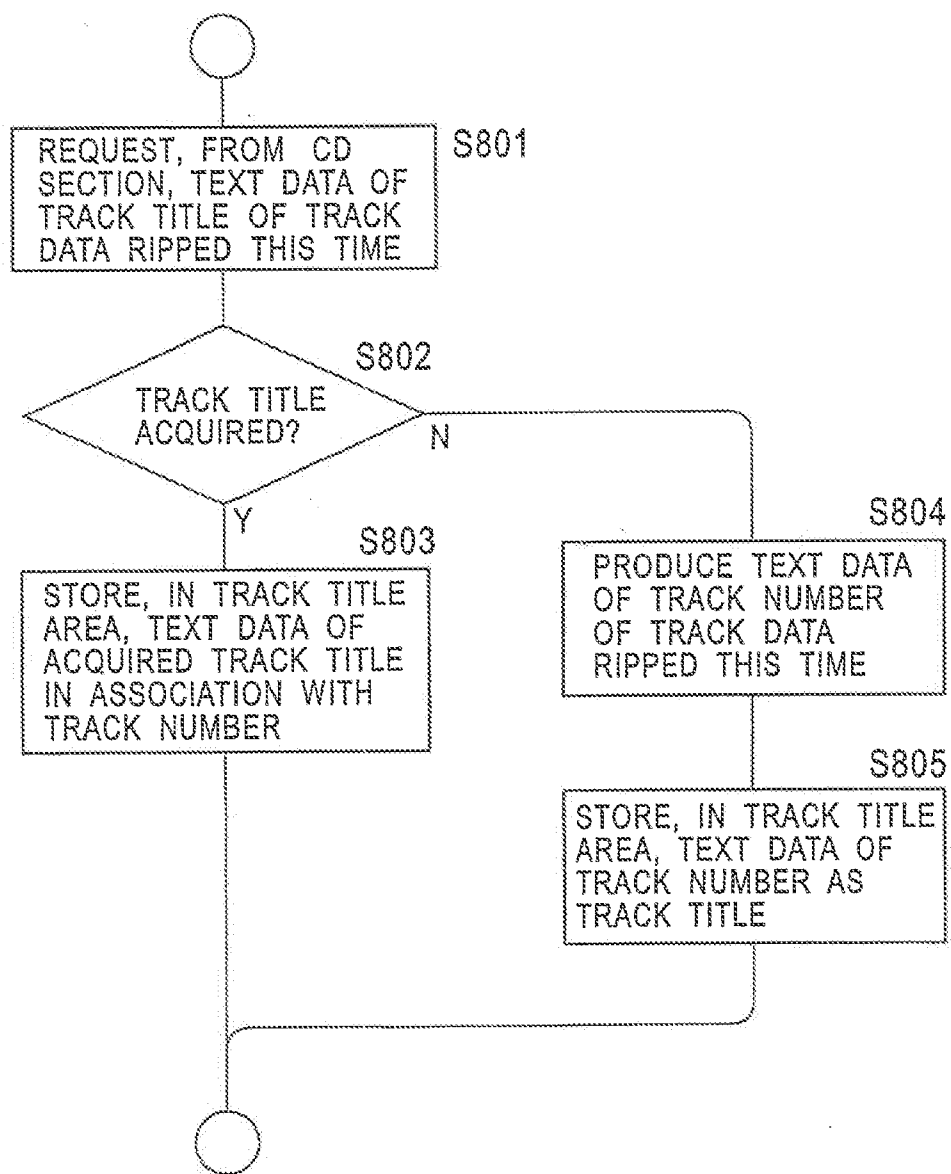 S801
REQUEST, FROM CD
SECTION, TEXT DATA OF
TRACK TITLE OF TRACK
DATA RIPPED THIS TIME
S802
TRACK TITLE
ACQUIRED?
N
Y
S803
STORE, IN TRACK TITLE
AREA, TEXT DATA OF
ACQUIRED TRACK TITLE
IN ASSOCIATION WITH
TRACK NUMBER
S804
PRODUCE TEXT DATA
OF TRACK NUMBER
OF TRACK DATA
RIPPED THIS TIME
S805
STORE, IN TRACK TITLE
AREA, TEXT DATA OF
TRACK NUMBER AS
TRACK TITLE